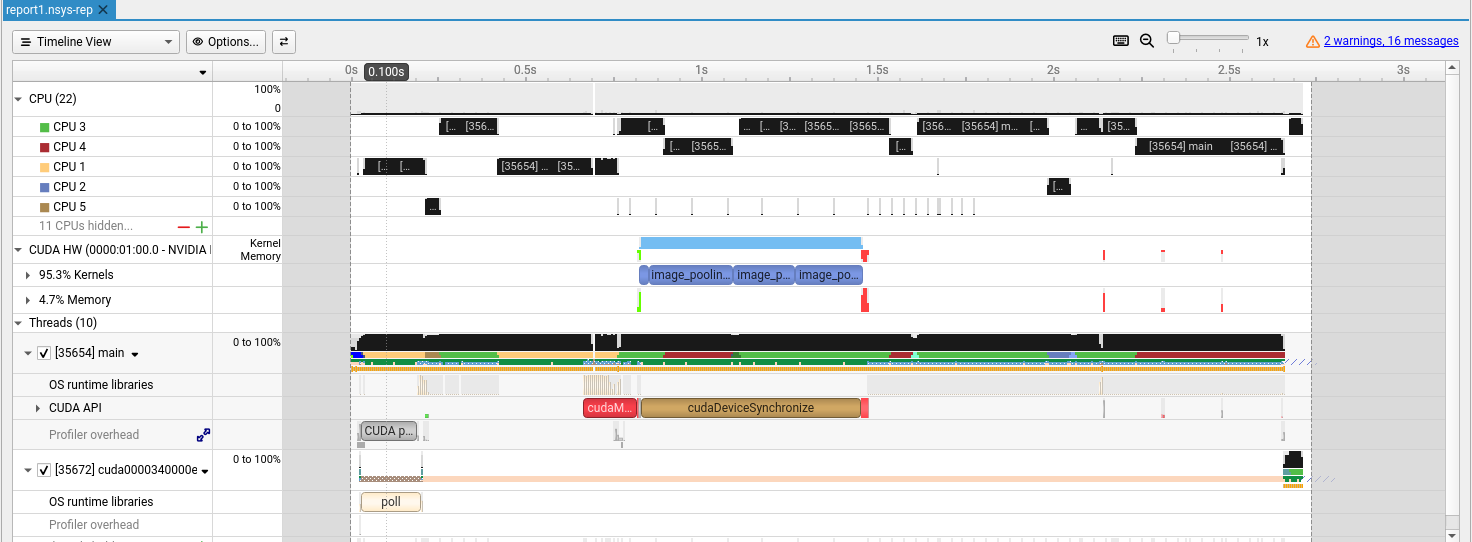 report1.nsys-rep
Timeline View Options... 1x 2 warnings, 16 messages
0s 0.100s 0.5s 1s 1.5s 2s 2.5s 3s
CPU (22) 100% 0
CPU 3 0 to 100% [... [356... [... [... [... [3... [3565... [3565... [356... [35654] m... [... [... [35...
CPU 4 0 to 100% [... [3565... [... [35654] main [35654] ...
CPU 1 0 to 100% [... [... [35654] ... [35...
CPU 2 0 to 100% [...
CPU 5 0 to 100% ...
11 CPUs hidden...
CUDA HW (0000:01:00.0 - NVIDIA Kernel Memory
95.3% Kernels image_poolin... image_p... image_po...
4.7% Memory
Threads (10)
[35654] main 0 to 100%
OS runtime libraries
CUDA API cudaM... cudaDeviceSynchronize
Profiler overhead CUDA p...
[35672] cuda0000340000e 0 to 100%
OS runtime libraries poll
Profiler overhead